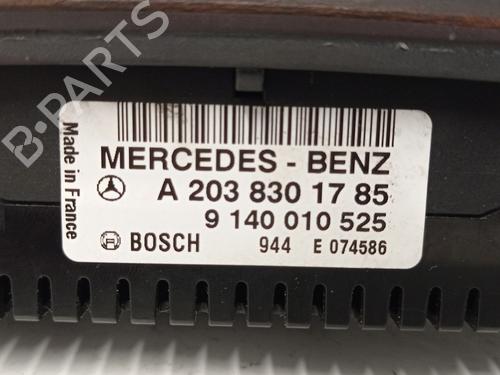 B-PARTS
Made in France
MERCEDES - BENZ
A 203 830 17 85
9 140 010 525
BOSCH 944 E 074586